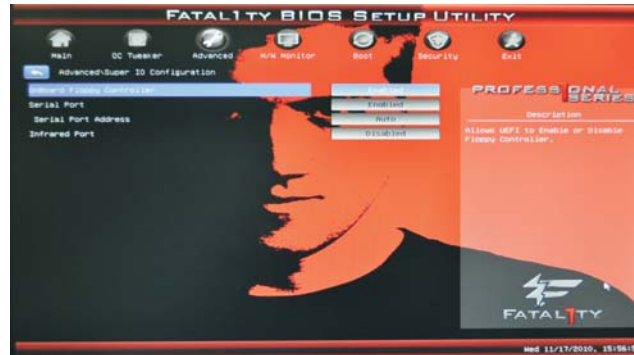 FATAL1TY BIOS SETUP UTILITY
Main OC Tweaker Advanced H/W Monitor Boot Security Exit
Advanced\Super IO Configuration
OnBoard Floppy Controller Enabled
Serial Port Enabled
Serial Port Address Auto
Infrared Port Disabled
PROFESS1ONAL
SERIES
Description
Allows UEFI to Enable or Disable
Floppy Controller.
FATAL1TY
Wed 11/17/2010, 15:56: